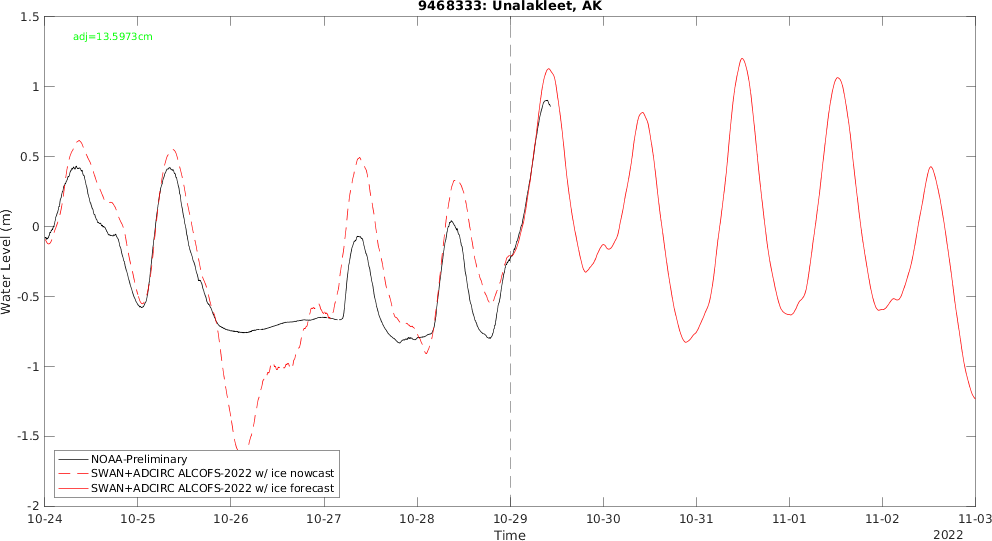 9468333: Unalakleet, AK
adj=13.5973cm
1.5
1
0.5
0
-0.5
-1
-1.5
-2
Water Level (m)
NOAA-Preliminary
SWAN+ADCIRC ALCOFS-2022 w/ ice nowcast
SWAN+ADCIRC ALCOFS-2022 w/ ice forecast
10-24 10-25 10-26 10-27 10-28 10-29 10-30 10-31 11-01 11-02 11-03
Time
2022